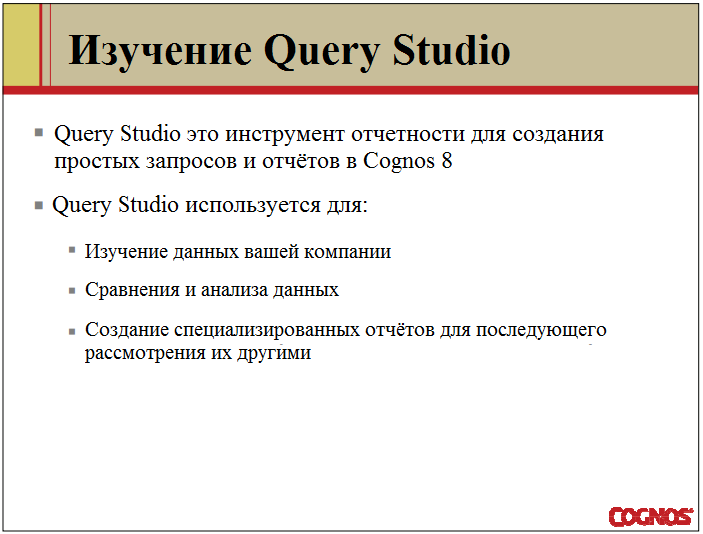 Изучение Query Studio
Query Studio это инструмент отчетности для создания
простых запросов и отчётов в Cognos 8
Query Studio используется для:
Изучение данных вашей компании
Сравнения и анализа данных
Создание специализированных отчётов для последующего
рассмотрения их другими
COGNOS